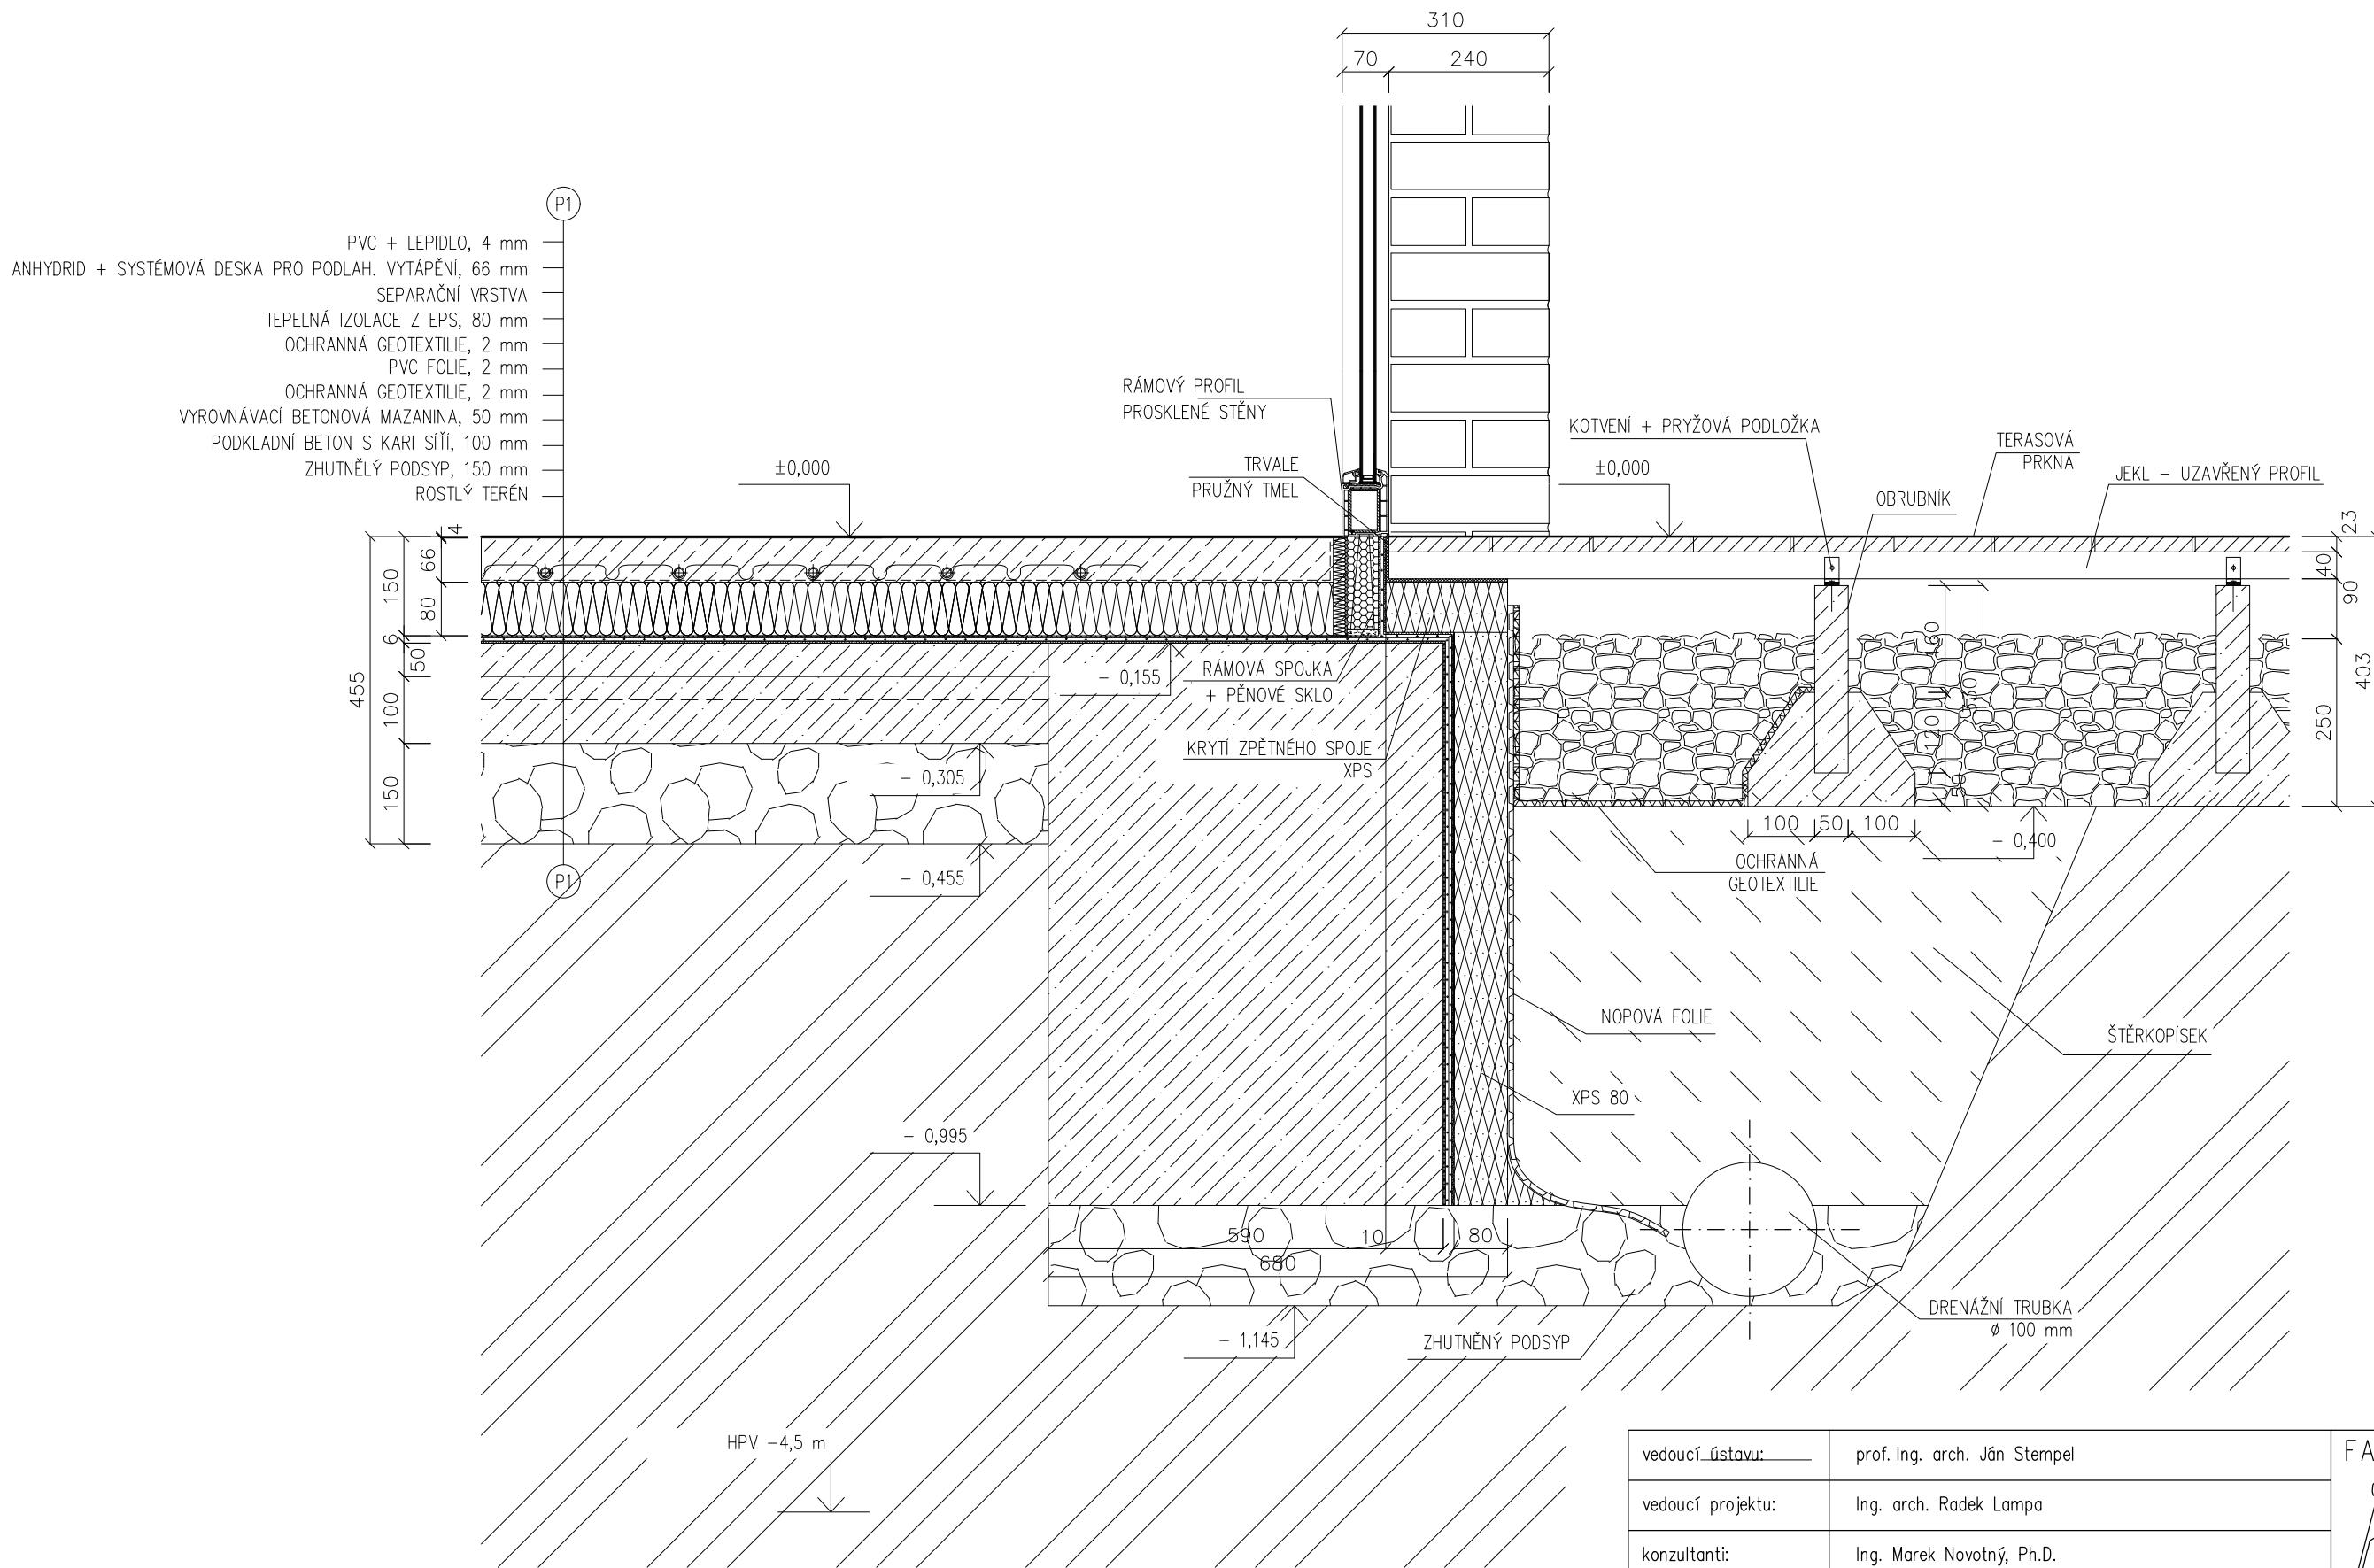 310
70
240
P1
PVC + LEPIDLO, 4 mm
ANHYDRID + SYSTÉMOVÁ DESKA PRO PODLAH. VYTÁPĚNÍ, 66 mm
SEPARAČNÍ VRSTVA
TEPELNÁ IZOLACE Z EPS, 80 mm
OCHRANNÁ GEOTEXTILIE, 2 mm
PVC FOLIE, 2 mm
OCHRANNÁ GEOTEXTILIE, 2 mm
VYROVNÁVACÍ BETONOVÁ MAZANINA, 50 mm
PODKLADNÍ BETON S KARI SÍŤÍ, 100 mm
ZHUTNĚLÝ PODSYP, 150 mm
ROSTLÝ TERÉN
±0,000
RÁMOVÝ PROFIL
PROSKLENÉ STĚNY
TRVALE
PRUŽNÝ TMEL
KOTVENÍ + PRYŽOVÁ PODLOŽKA
±0,000
OBRUBNÍK
TERASOVÁ
PRKNA
JEKL – UZAVŘENÝ PROFIL
455
150
6
50
100
150
4
66
80
23
40
90
250
403
160
120
50
330
- 0,155
RÁMOVÁ SPOJKA
+ PĚNOVÉ SKLO
KRYTÍ ZPĚTNÉHO SPOJE
XPS
- 0,305
- 0,455
P1
100
50
100
- 0,400
OCHRANNÁ
GEOTEXTILIE
NOPOVÁ FOLIE
ŠTĚRKOPÍSEK
XPS 80
- 0,995
590
10
80
680
- 1,145
ZHUTNĚNÝ PODSYP
DRENÁŽNÍ TRUBKA
ø 100 mm
HPV -4,5 m
vedoucí ústavu:
prof. Ing. arch. Ján Stempel
FA
vedoucí projektu:
Ing. arch. Radek Lampa
konzultanti:
Ing. Marek Novotný, Ph.D.